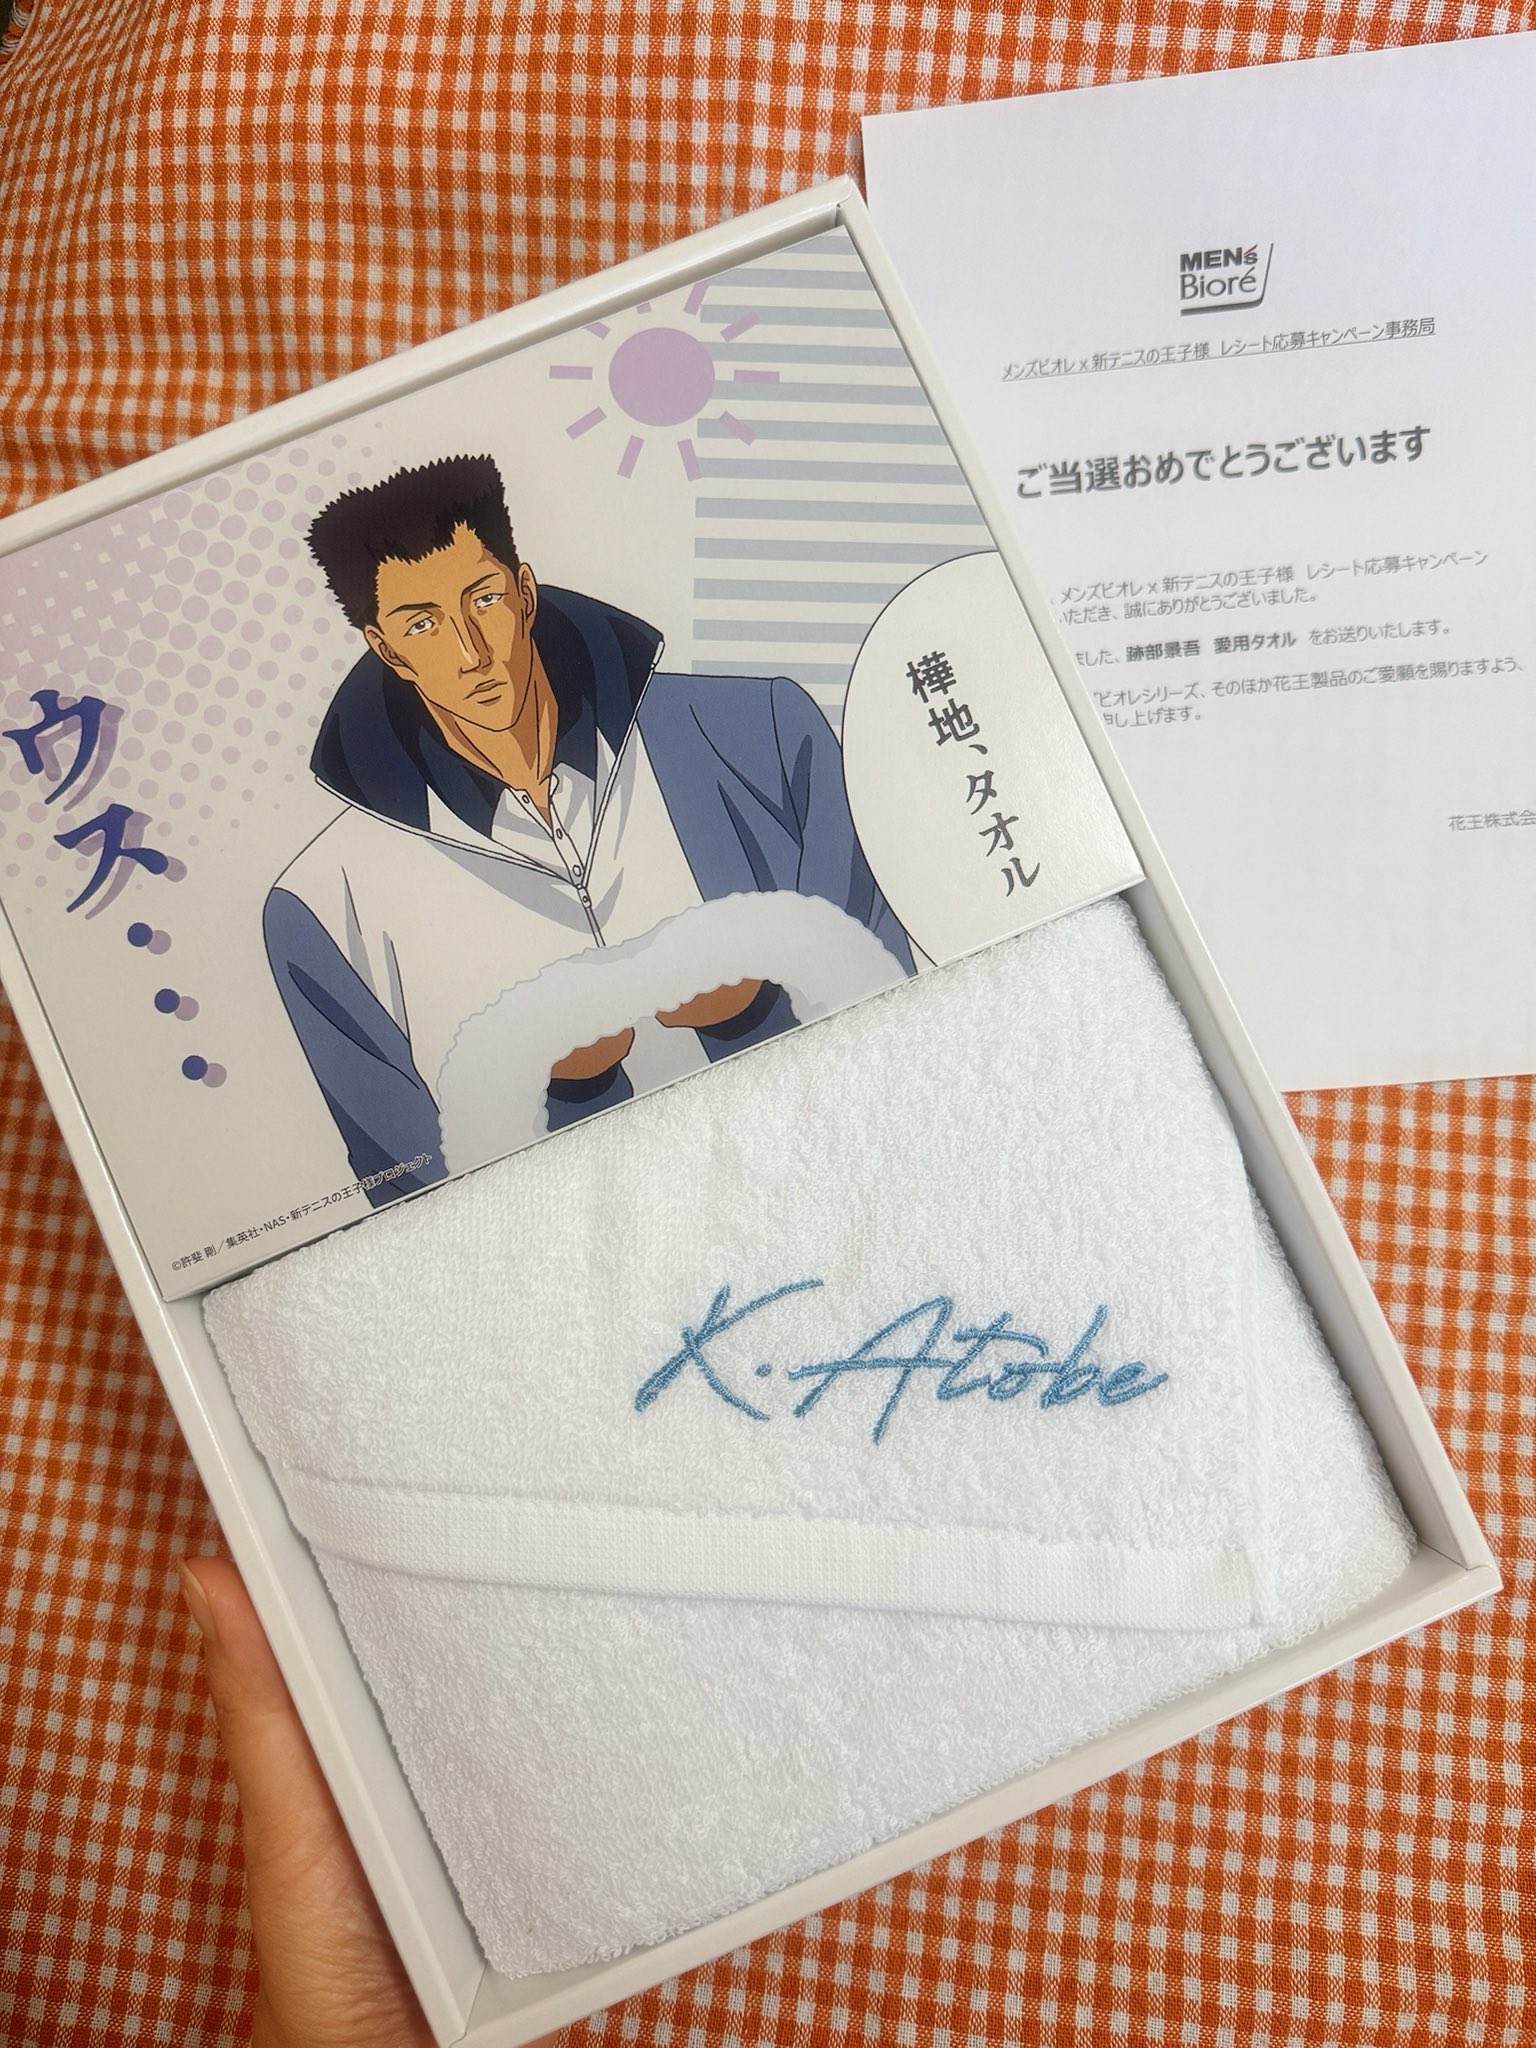 MEN's
Bioré
メンズビオレ x 新テニスの王子様 レシート応募キャンペーン事務局
ご当選おめでとうございます
、メンズビオレ x 新テニスの王子様 レシート応募キャンペーン
いただき、誠にありがとうございました。
ました、跡部景吾 愛用タオル をお送りいたします。
ビオレシリーズ、そのほか花王製品のご愛顧を賜りますよう、
申し上げます。
花王株式会
樺地、タオル
ウス・・・
©許斐 剛／集英社・NAS・新テニスの王子様プロジェクト
K. Atobe